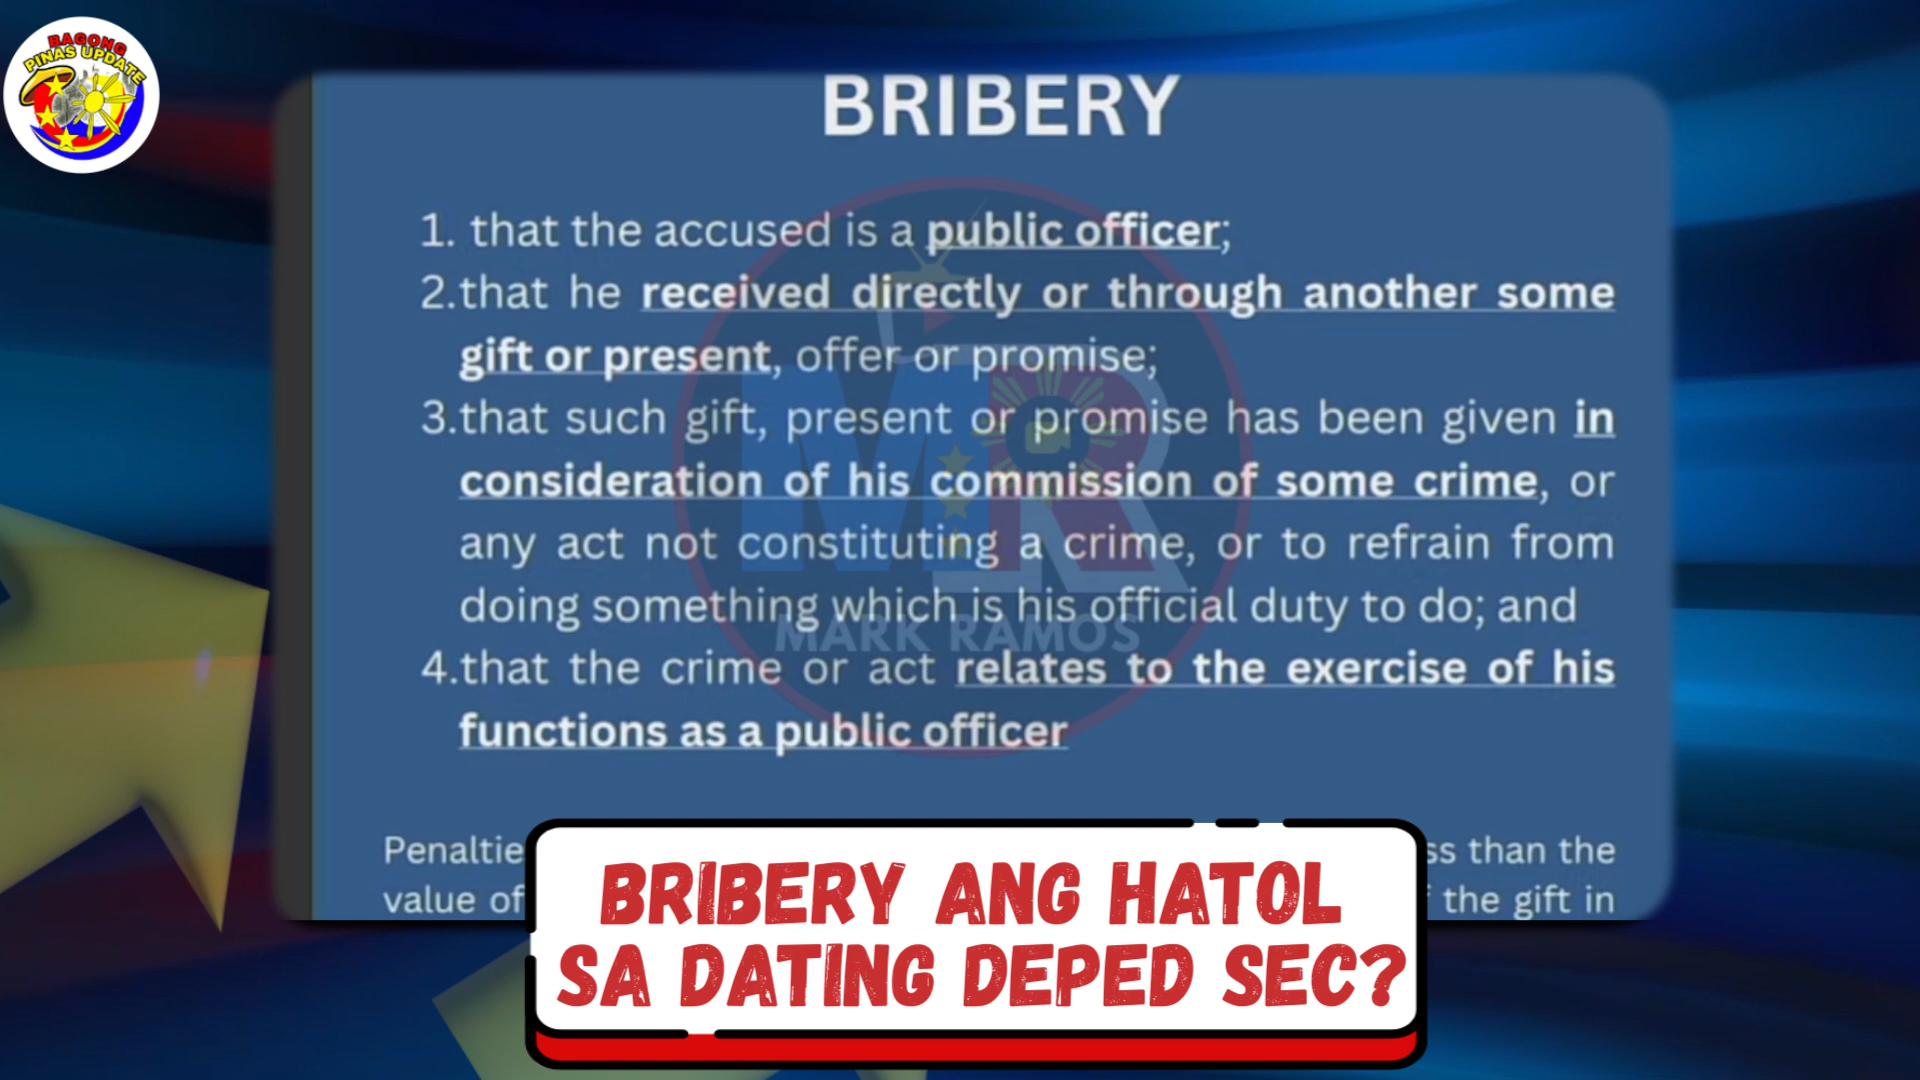 BAGONG
PINAS UPDATE
BRIBERY
1. that the accused is a public officer;
2.that he received directly or through another some
gift or present, offer or promise;
3.that such gift, present or promise has been given in
consideration of his commission of some crime, or
any act not constituting a crime, or to refrain from
doing something which is his official duty to do; and
4.that the crime or act relates to the exercise of his
functions as a public officer
MR
MARK RAMOS
than the
value of the gift in
BRIBERY ANG HATOL
SA DATING DEPED SEC?